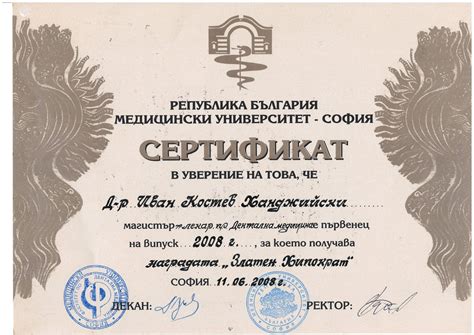 РЕПУБЛИКА БЪЛГАРИЯ
МЕДИЦИНСКИ УНИВЕРСИТЕТ - СОФИЯ
СЕРТИФИКАТ
В УВЕРЕНИЕ НА ТОВА, ЧЕ
Д-р Иван Костев Ханджийски
магистър-лекар по Дентална медицина първенец
на випуск 2008 г., за което получава
наградата „Златен Хипократ“
СОФИЯ 11.06.2008 г.
ДЕКАН: РЕКТОР: